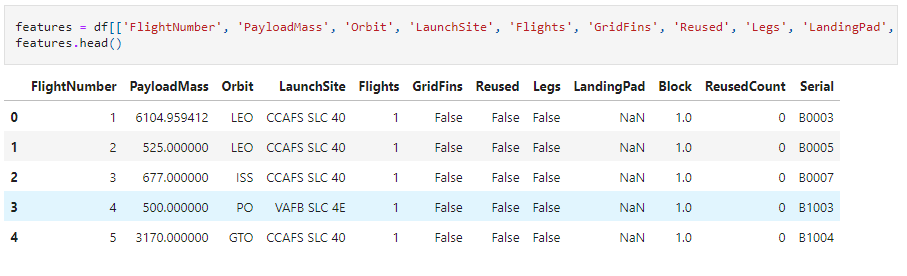 features = df[['FlightNumber', 'PayloadMass', 'Orbit', 'LaunchSite', 'Flights', 'GridFins', 'Reused', 'Legs', 'LandingPad',
features.head()
FlightNumber PayloadMass Orbit LaunchSite Flights GridFins Reused Legs LandingPad Block ReusedCount Serial
0 1 6104.959412 LEO CCAFS SLC 40 1 False False False NaN 1.0 0 B0003
1 2 525.000000 LEO CCAFS SLC 40 1 False False False NaN 1.0 0 B0005
2 3 677.000000 ISS CCAFS SLC 40 1 False False False NaN 1.0 0 B0007
3 4 500.000000 PO VAFB SLC 4E 1 False False False NaN 1.0 0 B1003
4 5 3170.000000 GTO CCAFS SLC 40 1 False False False NaN 1.0 0 B1004